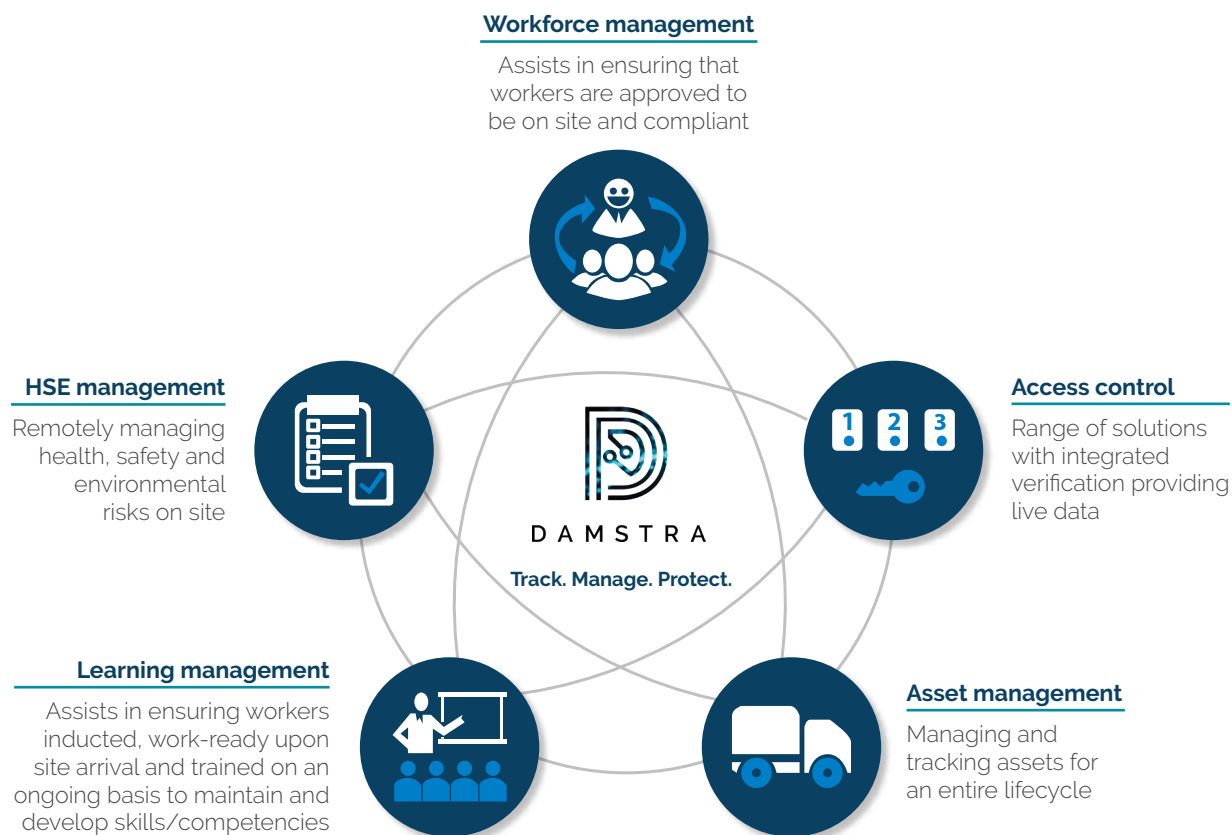 Workforce management
Assists in ensuring that
workers are approved to
be on site and compliant
HSE management
Remotely managing
health, safety and
environmental
risks on site
1 2 3
Access control
Range of solutions
with integrated
verification providing
live data
DAMSTRA
Track. Manage. Protect.
Learning management
Assists in ensuring workers
inducted, work-ready upon
site arrival and trained on an
ongoing basis to maintain and
develop skills/competencies
Asset management
Managing and
tracking assets for
an entire lifecycle